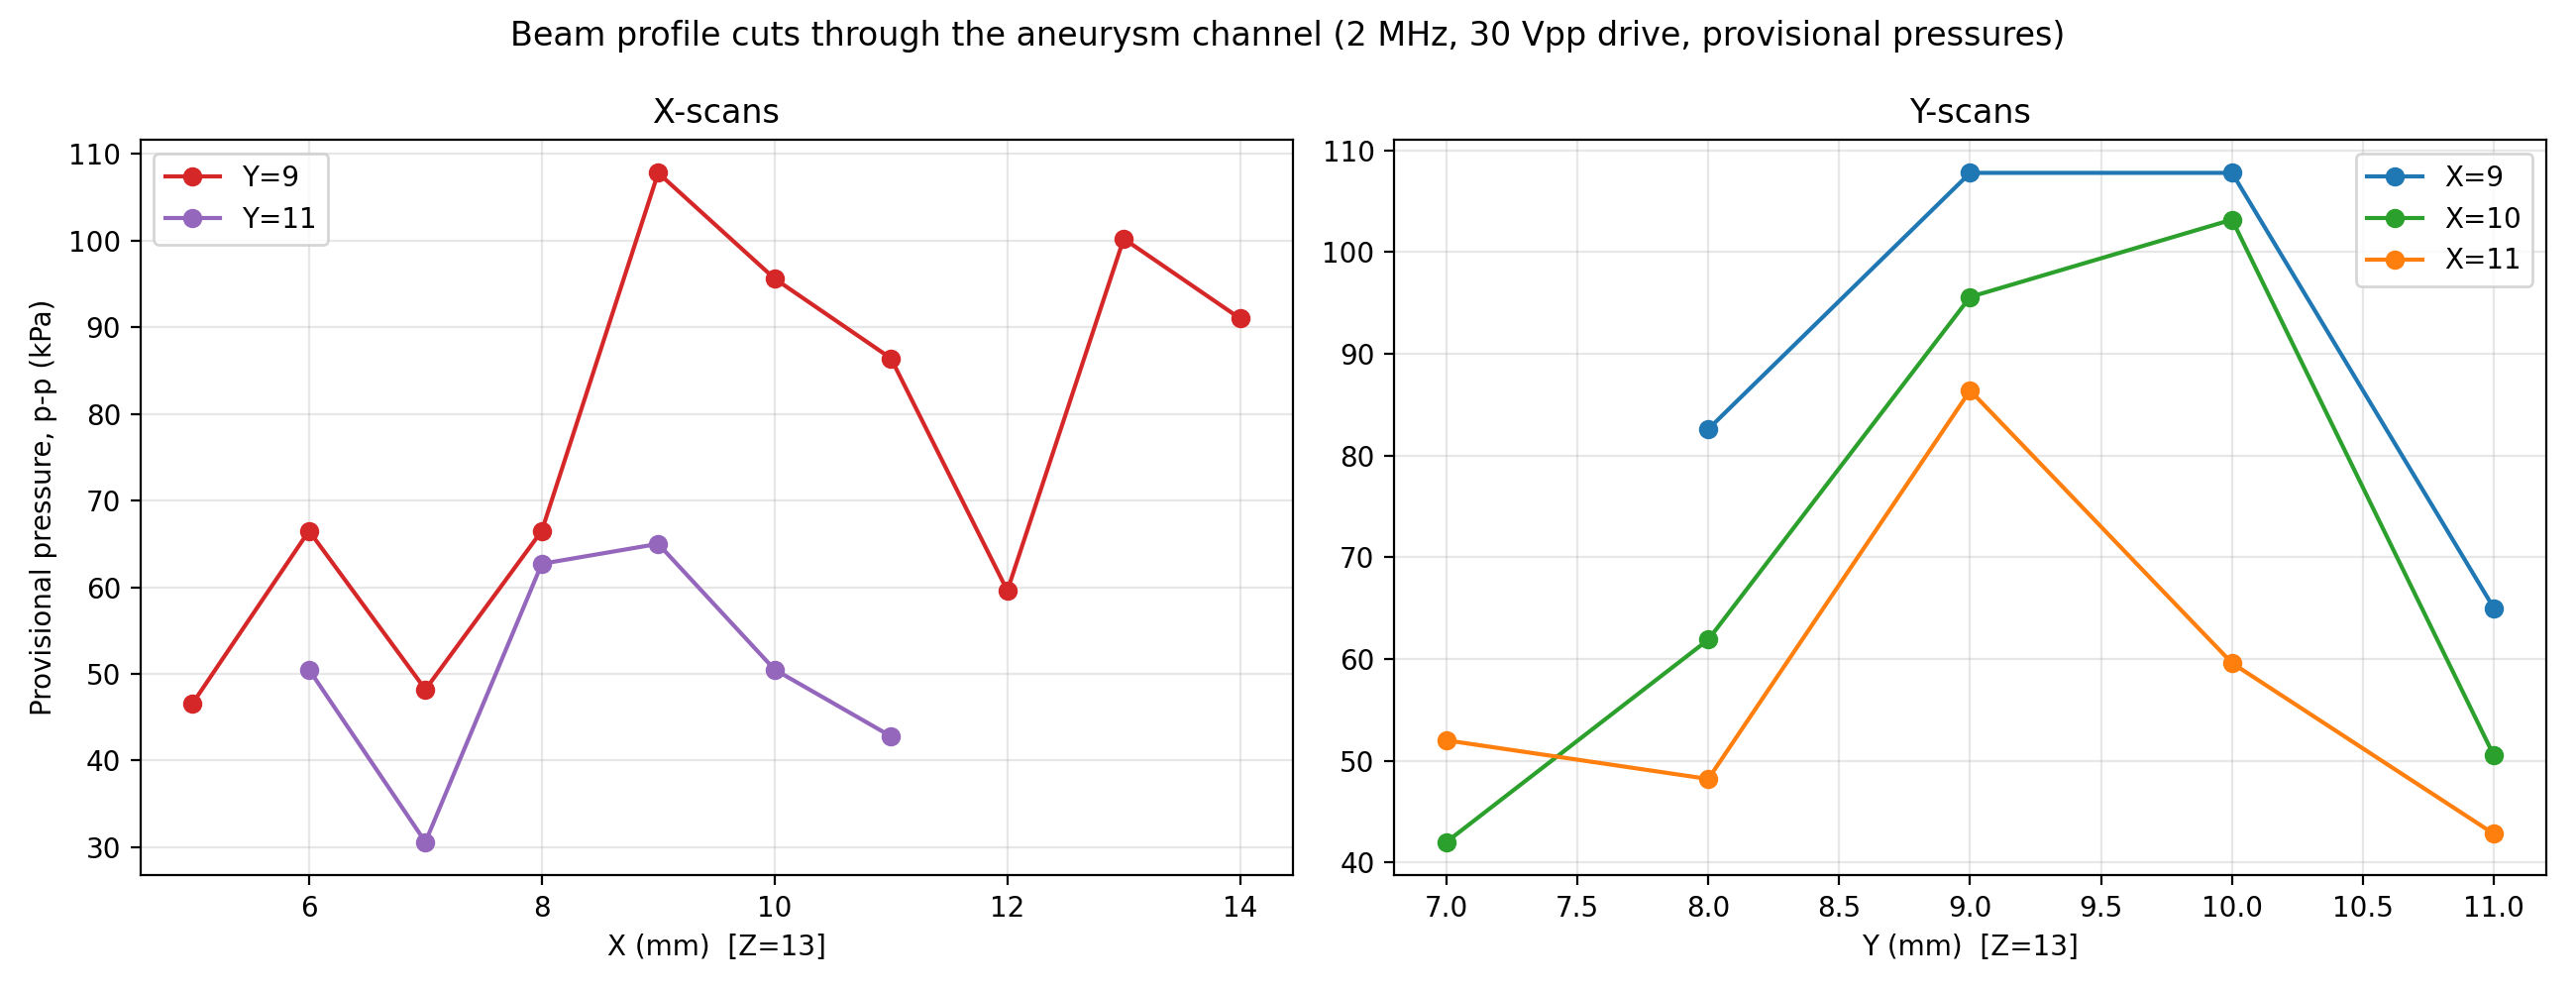 Beam profile cuts through the aneurysm channel (2 MHz, 30 Vpp drive, provisional pressures)
X-scans
Y=9
Y=11
110
100
90
80
70
60
50
40
30
Provisional pressure, p-p (kPa)
6 8 10 12 14
X (mm) [Z=13]
Y-scans
X=9
X=10
X=11
110
100
90
80
70
60
50
40
7.0 7.5 8.0 8.5 9.0 9.5 10.0 10.5 11.0
Y (mm) [Z=13]